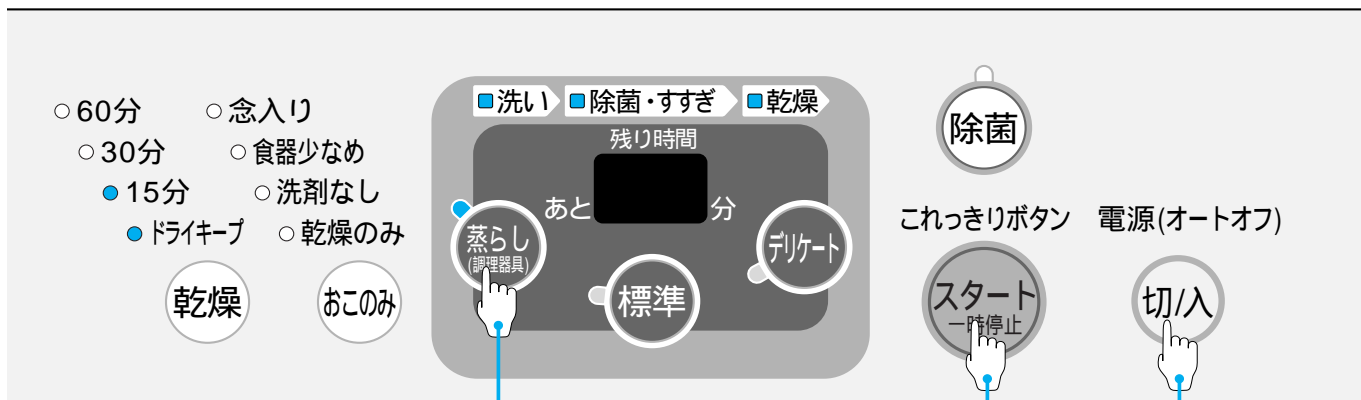 60分
30分
15分
ドライキープ
乾燥
念入り
食器少なめ
洗剤なし
乾燥のみ
おこのみ
洗い 除菌・すすぎ 乾燥
残り時間
あと 分
蒸らし
(調理器具)
標準
デリケート
除菌
これっきりボタン
スタート
一時停止
電源(オートオフ)
切/入